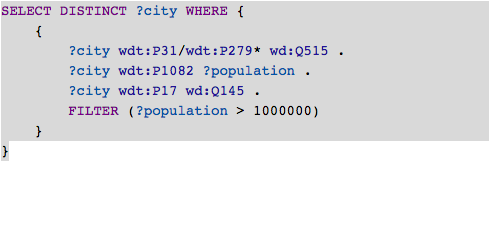 SELECT DISTINCT ?city WHERE {
    {
        ?city wdt:P31/wdt:P279* wd:Q515 .
        ?city wdt:P1082 ?population .
        ?city wdt:P17 wd:Q145 .
        FILTER (?population > 1000000)
    }
}